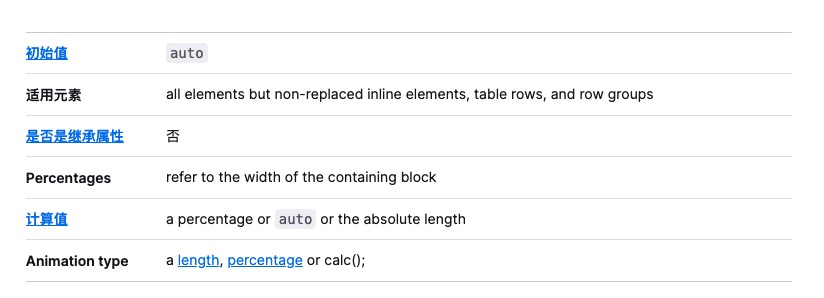 初始值 auto
适用元素 all elements but non-replaced inline elements, table rows, and row groups
是否是继承属性 否
Percentages refer to the width of the containing block
计算值 a percentage or auto or the absolute length
Animation type a length, percentage or calc();